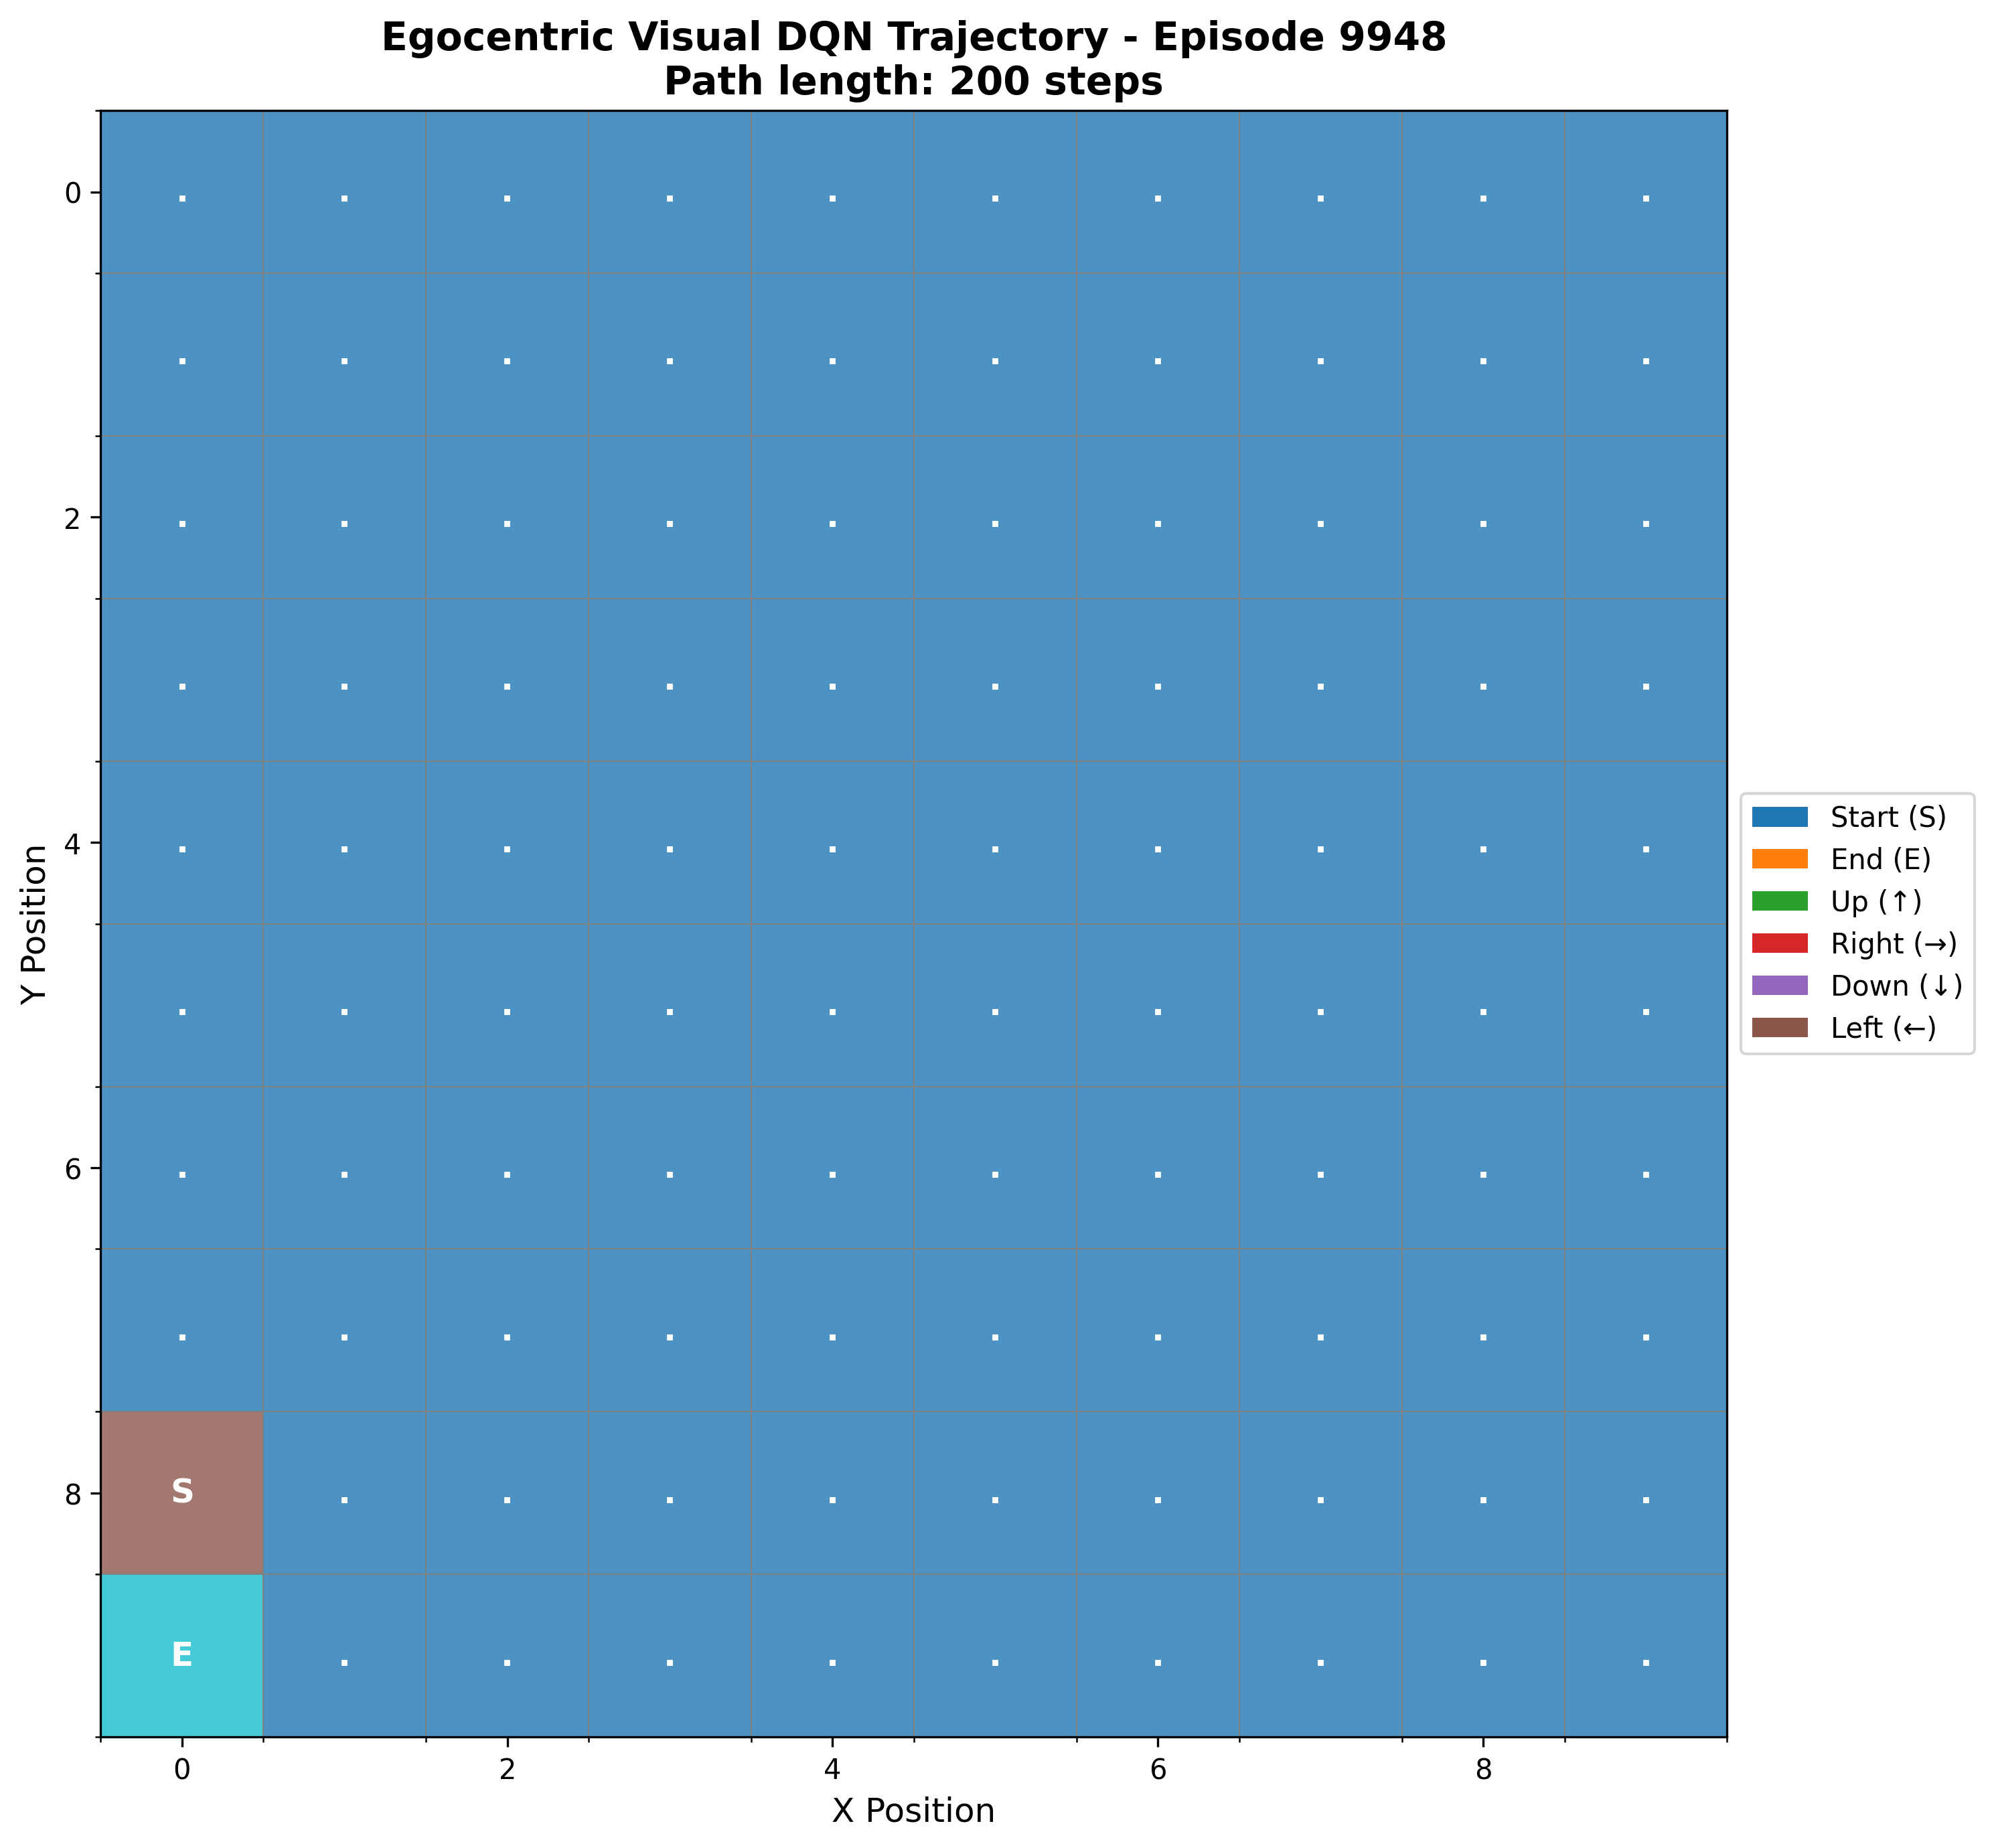 Egocentric Visual DQN Trajectory - Episode 9948
Path length: 200 steps
0
2
4
6
8
Y Position
S
E
0
2
4
6
8
X Position
Start (S)
End (E)
Up (↑)
Right (→)
Down (↓)
Left (←)